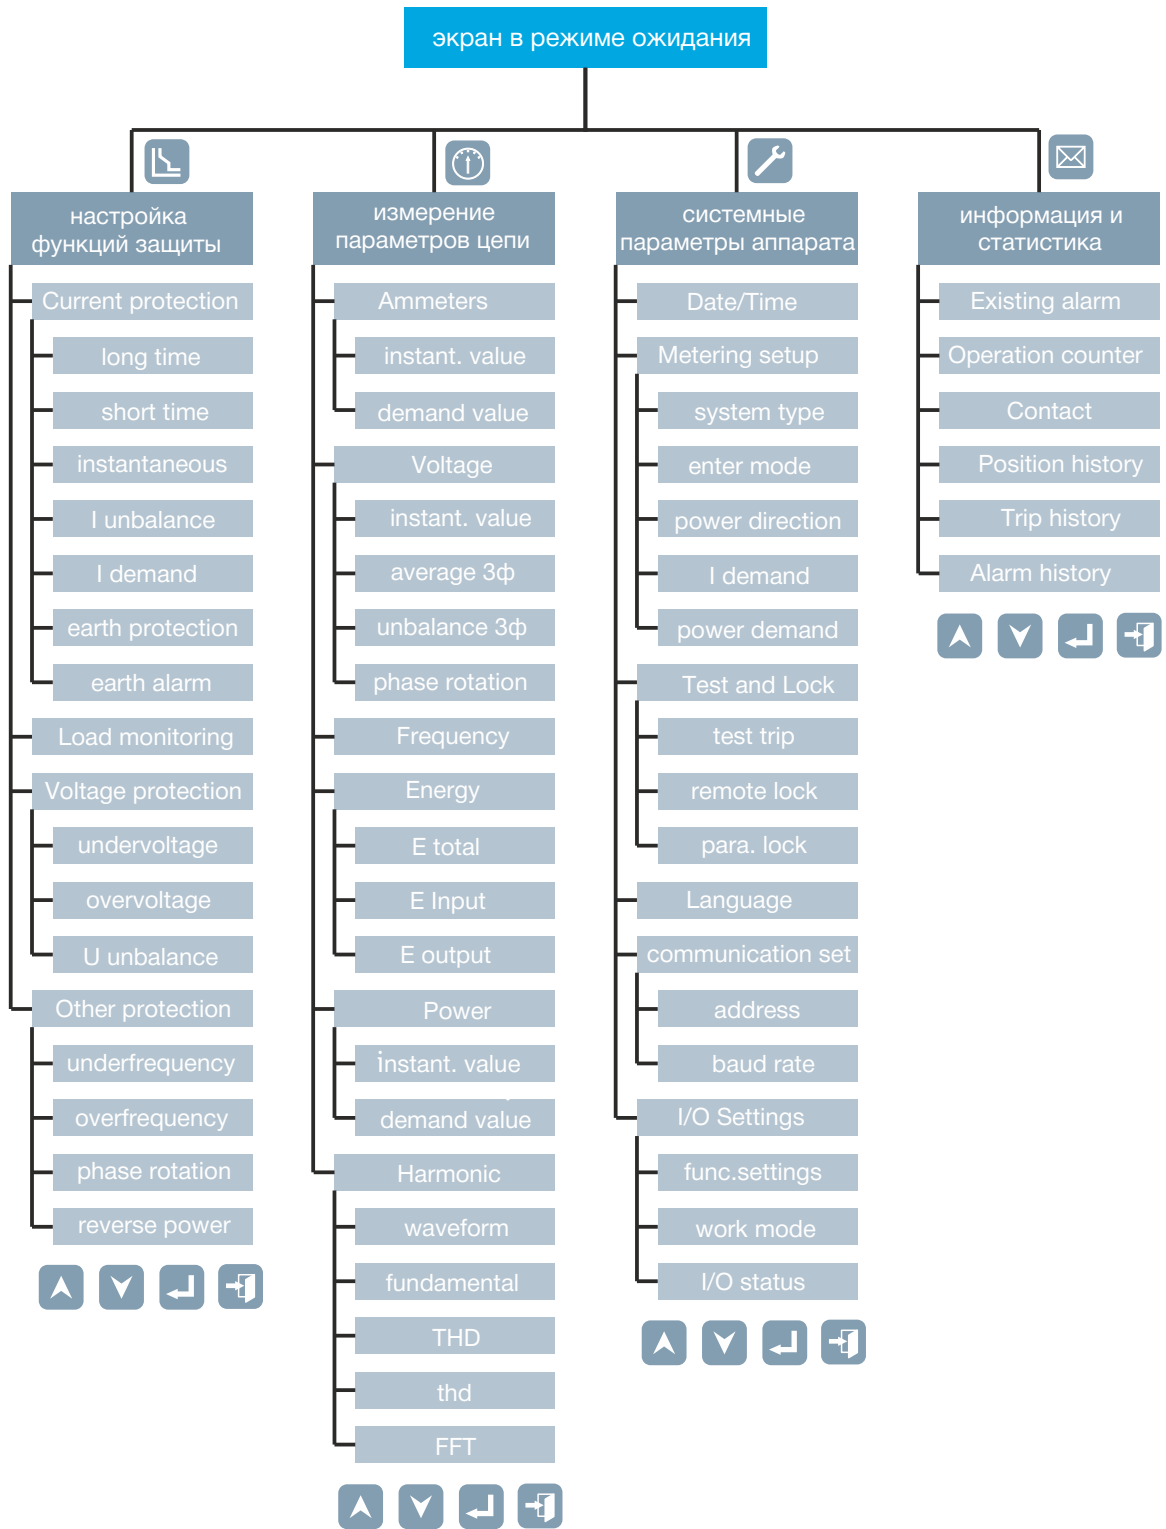 экран в режиме ожидания
настройка
функций защиты
Current protection
long time
short time
instantaneous
I unbalance
I demand
earth protection
earth alarm
Load monitoring
Voltage protection
undervoltage
overvoltage
U unbalance
Other protection
underfrequency
overfrequency
phase rotation
reverse power
измерение
параметров цепи
Ammeters
instant. value
demand value
Voltage
instant. value
average 3ф
unbalance 3ф
phase rotation
Frequency
Energy
E total
E Input
E output
Power
instant. value
demand value
Harmonic
waveform
fundamental
THD
thd
FFT
системные
параметры аппарата
Date/Time
Metering setup
system type
enter mode
power direction
I demand
power demand
Test and Lock
test trip
remote lock
para. lock
Language
communication set
address
baud rate
I/O Settings
func.settings
work mode
I/O status
информация и
статистика
Existing alarm
Operation counter
Contact
Position history
Trip history
Alarm history